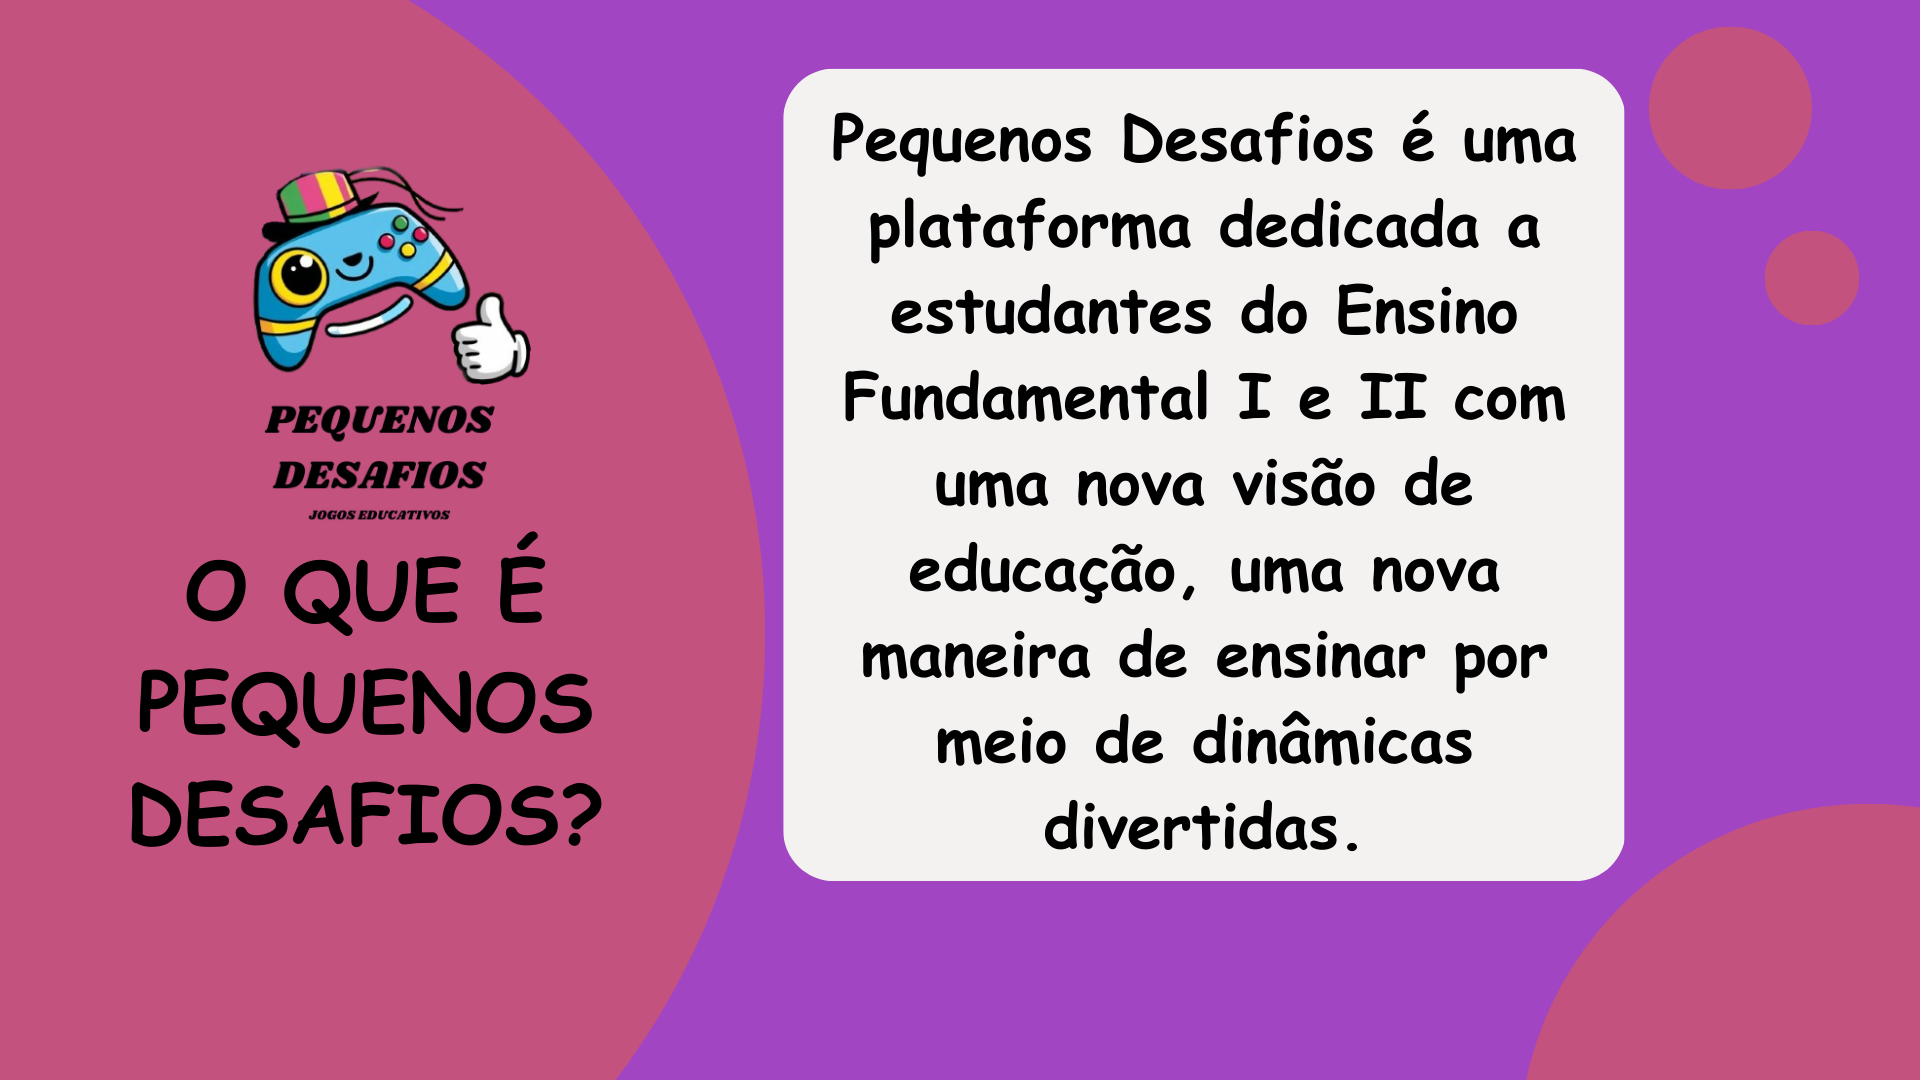 PEQUENOS
DESAFIOS
JOGOS EDUCATIVOS
O QUE É
PEQUENOS
DESAFIOS?
Pequenos Desafios é uma
plataforma dedicada a
estudantes do Ensino
Fundamental I e II com
uma nova visão de
educação, uma nova
maneira de ensinar por
meio de dinâmicas
divertidas.